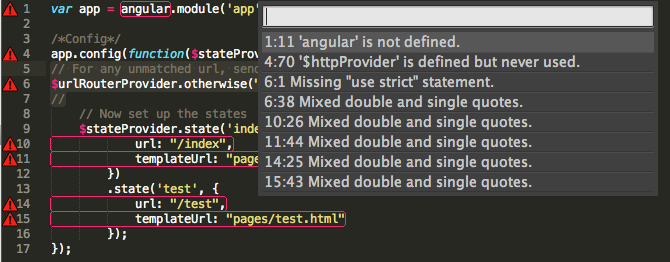 1 var app = angular.module('app'
2
3 /*Config*/
4 app.config(function($stateProv
5 // For any unmatched url, send
6 $urlRouterProvider.otherwise("
7 //
8 // Now set up the states
9 $stateProvider.state('inde
10 url: "/index",
11 templateUrl: "page
12 })
13 .state('test', {
14 url: "/test",
15 templateUrl: "pages/test.html"
16 });
17 });
1:11 'angular' is not defined.
4:70 '$httpProvider' is defined but never used.
6:1 Missing "use strict" statement.
6:38 Mixed double and single quotes.
10:26 Mixed double and single quotes.
11:44 Mixed double and single quotes.
14:25 Mixed double and single quotes.
15:43 Mixed double and single quotes.